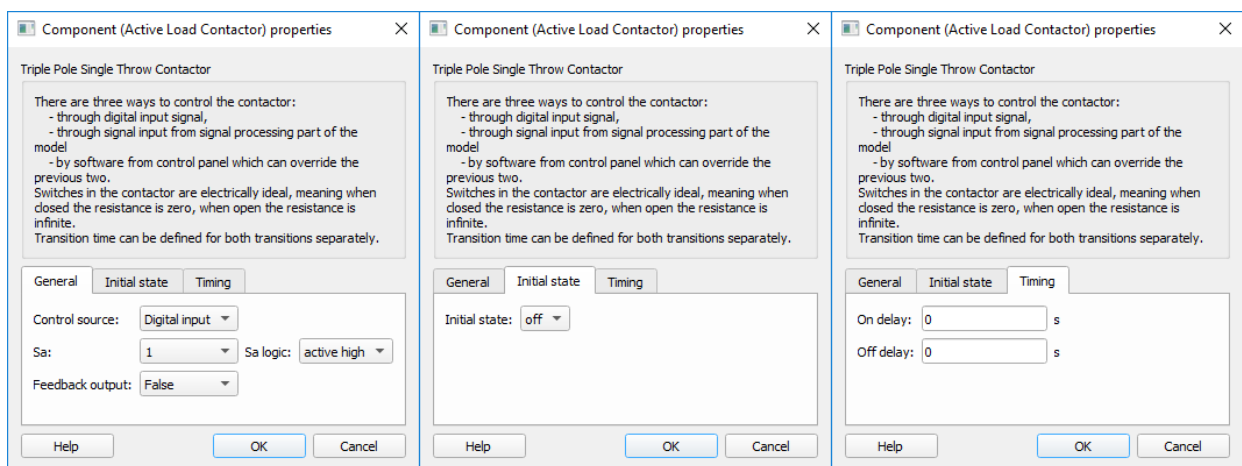 Component (Active Load Contactor) properties
Triple Pole Single Throw Contactor
There are three ways to control the contactor:
- through digital input signal,
- through signal input from signal processing part of the
model
- by software from control panel which can override the
previous two.
Switches in the contactor are electrically ideal, meaning when
closed the resistance is zero, when open the resistance is
infinite.
Transition time can be defined for both transitions separately.
General Initial state Timing
Control source: Digital input
Sa: 1 Sa logic: active high
Feedback output: False
Help OK Cancel
Component (Active Load Contactor) properties
Triple Pole Single Throw Contactor
There are three ways to control the contactor:
- through digital input signal,
- through signal input from signal processing part of the
model
- by software from control panel which can override the
previous two.
Switches in the contactor are electrically ideal, meaning when
closed the resistance is zero, when open the resistance is
infinite.
Transition time can be defined for both transitions separately.
General Initial state Timing
Initial state: off
Help OK Cancel
Component (Active Load Contactor) properties
Triple Pole Single Throw Contactor
There are three ways to control the contactor:
- through digital input signal,
- through signal input from signal processing part of the
model
- by software from control panel which can override the
previous two.
Switches in the contactor are electrically ideal, meaning when
closed the resistance is zero, when open the resistance is
infinite.
Transition time can be defined for both transitions separately.
General Initial state Timing
On delay: 0 s
Off delay: 0 s
Help OK Cancel